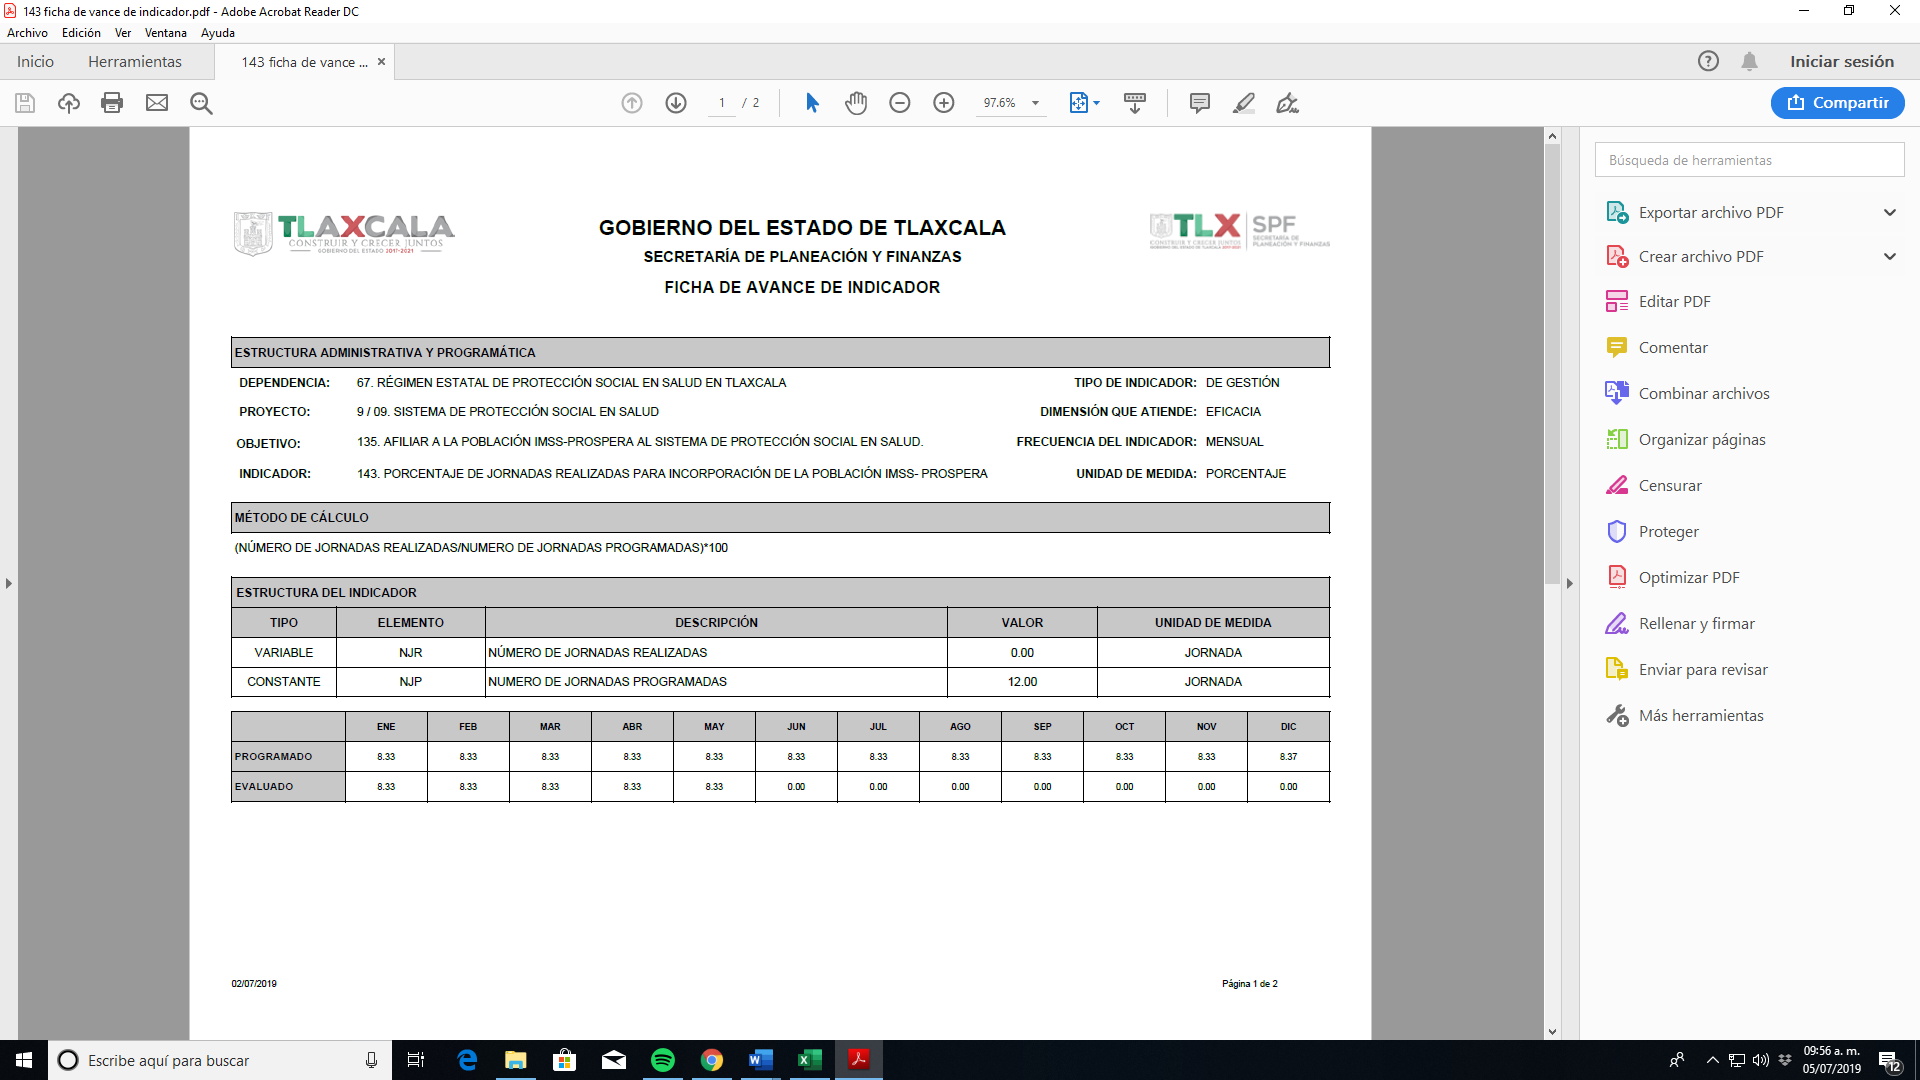 143 ficha de vance de indicador.pdf - Adobe Acrobat Reader DC
Archivo Edición Ver Ventana Ayuda
Inicio Herramientas 143 ficha de vance ... Iniciar sesión
1 / 2 97.6% Compartir
Búsqueda de herramientas
Exportar archivo PDF
Crear archivo PDF
Editar PDF
Comentar
Combinar archivos
Organizar páginas
Censurar
Proteger
Optimizar PDF
Rellenar y firmar
Enviar para revisar
Más herramientas
TLAXCALA
CONSTRUIR Y CRECER JUNTOS
GOBIERNO DEL ESTADO 2017-2021
GOBIERNO DEL ESTADO DE TLAXCALA
SECRETARÍA DE PLANEACIÓN Y FINANZAS
FICHA DE AVANCE DE INDICADOR
TLX SPF
CONSTRUIR Y CRECER JUNTOS
SECRETARÍA DE
PLANEACIÓN Y FINANZAS
ESTRUCTURA ADMINISTRATIVA Y PROGRAMÁTICA
DEPENDENCIA: 67. RÉGIMEN ESTATAL DE PROTECCIÓN SOCIAL EN SALUD EN TLAXCALA TIPO DE INDICADOR: DE GESTIÓN
PROYECTO: 9 / 09. SISTEMA DE PROTECCIÓN SOCIAL EN SALUD DIMENSIÓN QUE ATIENDE: EFICACIA
OBJETIVO: 135. AFILIAR A LA POBLACIÓN IMSS-PROSPERA AL SISTEMA DE PROTECCIÓN SOCIAL EN SALUD. FRECUENCIA DEL INDICADOR: MENSUAL
INDICADOR: 143. PORCENTAJE DE JORNADAS REALIZADAS PARA INCORPORACIÓN DE LA POBLACIÓN IMSS- PROSPERA UNIDAD DE MEDIDA: PORCENTAJE
MÉTODO DE CÁLCULO
(NÚMERO DE JORNADAS REALIZADAS/NUMERO DE JORNADAS PROGRAMADAS)*100
ESTRUCTURA DEL INDICADOR
TIPO ELEMENTO DESCRIPCIÓN VALOR UNIDAD DE MEDIDA
VARIABLE NJR NÚMERO DE JORNADAS REALIZADAS 0.00 JORNADA
CONSTANTE NJP NUMERO DE JORNADAS PROGRAMADAS 12.00 JORNADA
ENE FEB MAR ABR MAY JUN JUL AGO SEP OCT NOV DIC
PROGRAMADO 8.33 8.33 8.33 8.33 8.33 8.33 8.33 8.33 8.33 8.33 8.33 8.37
EVALUADO 8.33 8.33 8.33 8.33 8.33 0.00 0.00 0.00 0.00 0.00 0.00 0.00
02/07/2019 Página 1 de 2
Escribe aquí para buscar
09:56 a. m.
05/07/2019
12